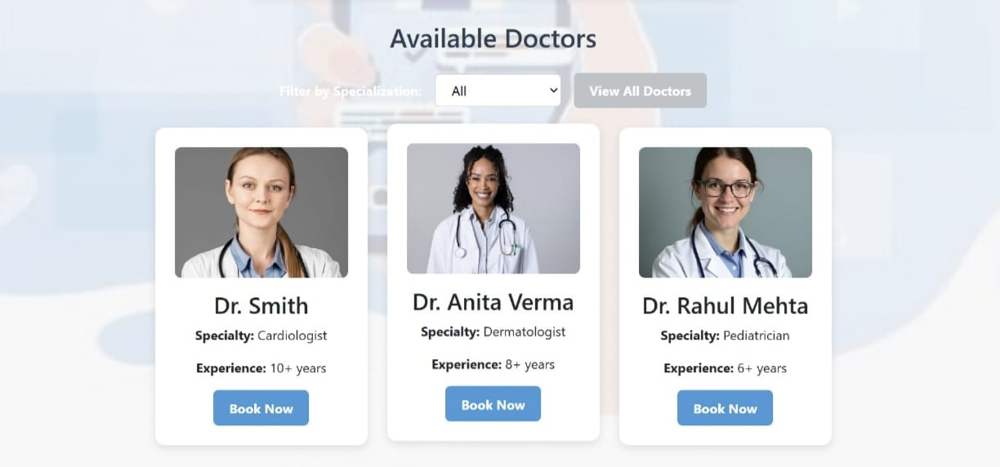 Available Doctors
Filter by Specialization: All View All Doctors
Dr. Smith
Specialty: Cardiologist
Experience: 10+ years
Book Now
Dr. Anita Verma
Specialty: Dermatologist
Experience: 8+ years
Book Now
Dr. Rahul Mehta
Specialty: Pediatrician
Experience: 6+ years
Book Now